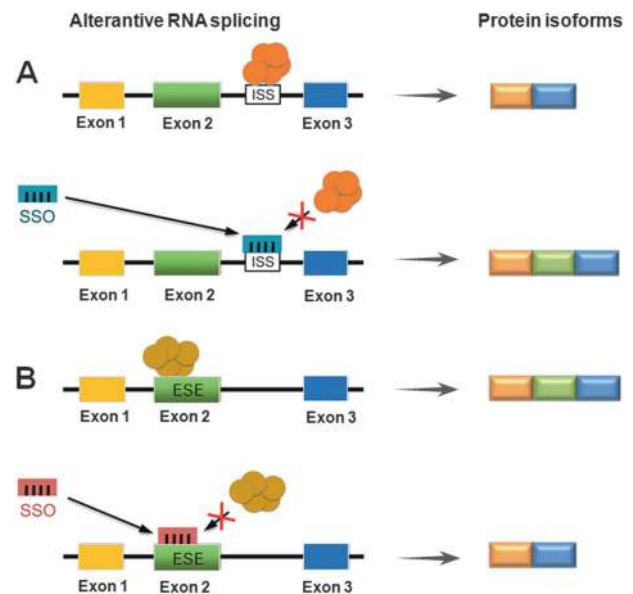 Alterantive RNA splicing Protein isoforms
A
ISS
Exon 1 Exon 2 Exon 3
SSO
ISS
Exon 1 Exon 2 Exon 3
B
ESE
Exon 1 Exon 2 Exon 3
SSO
ESE
Exon 1 Exon 2 Exon 3